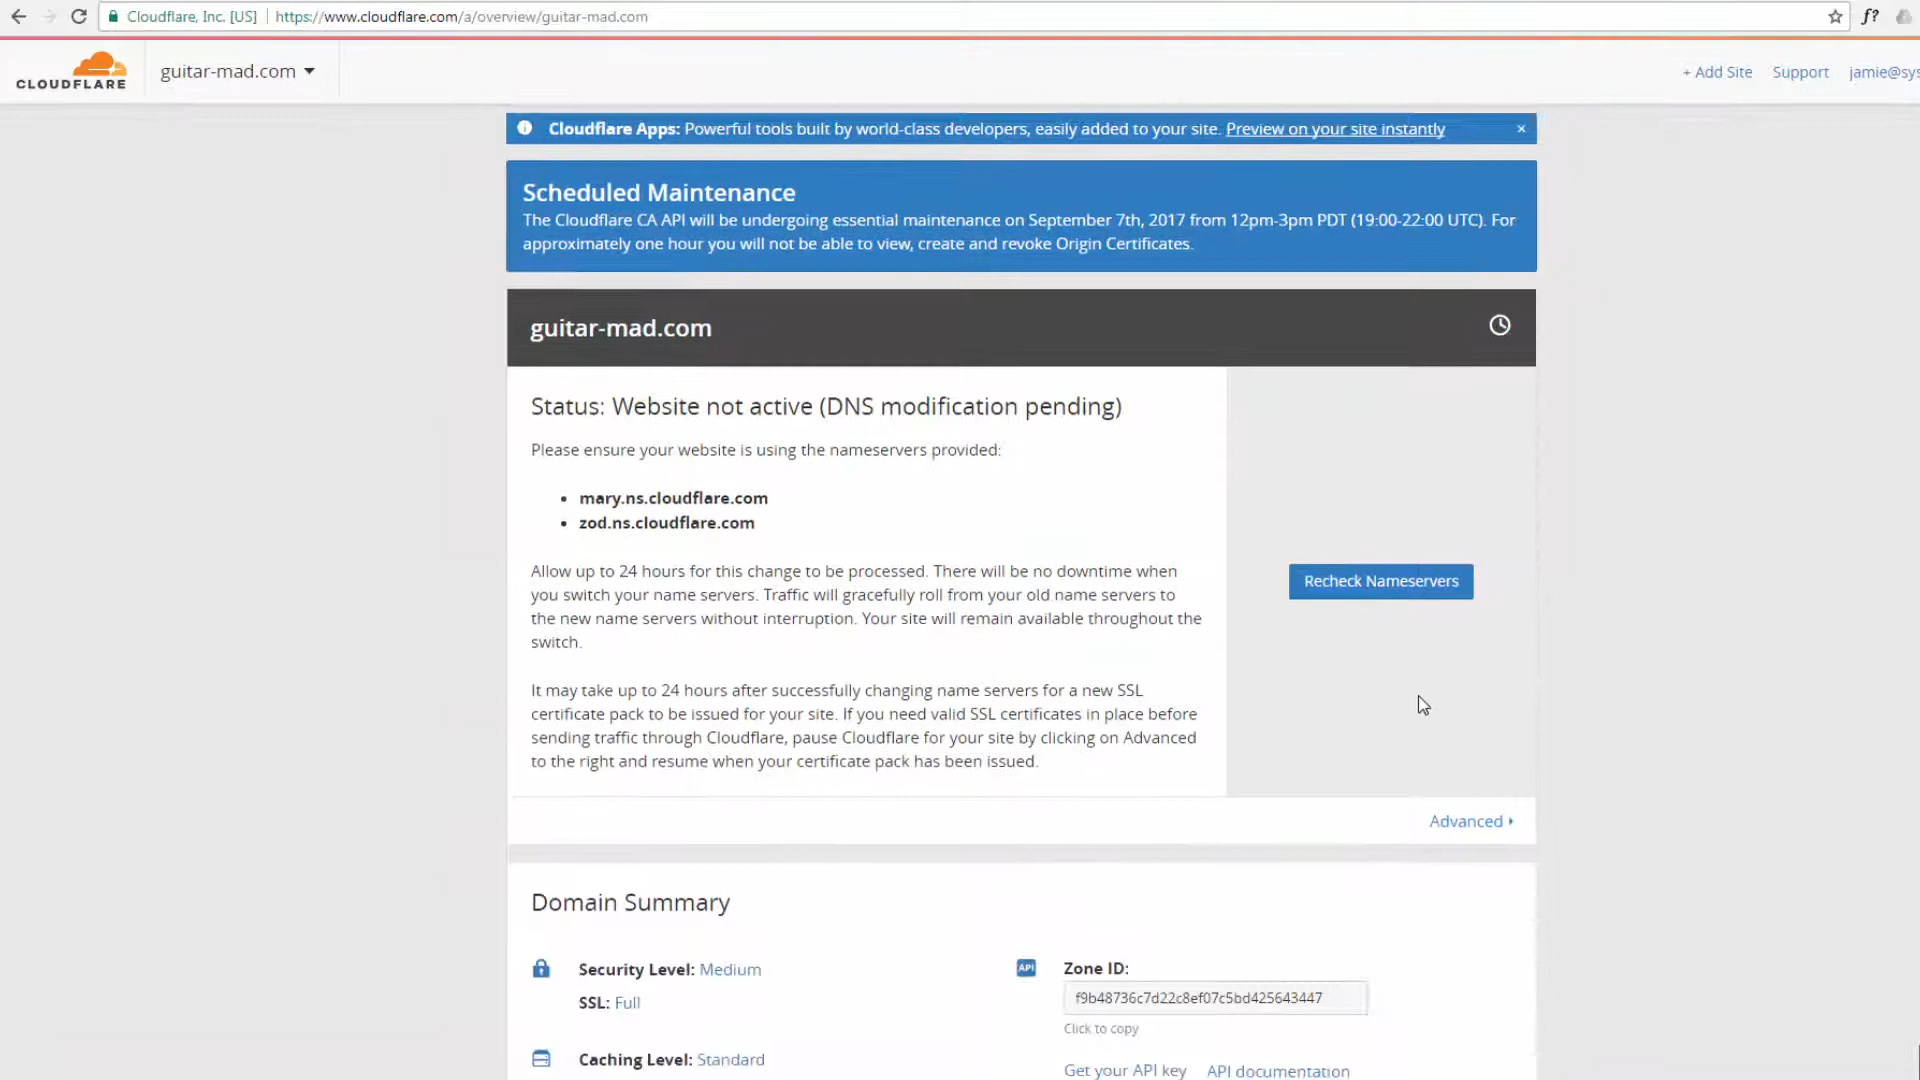 Cloudflare, Inc. [US] https://www.cloudflare.com/a/overview/guitar-mad.com
f?
CLOUDFLARE
guitar-mad.com
+ Add Site Support jamie@sys
Cloudflare Apps: Powerful tools built by world-class developers, easily added to your site. Preview on your site instantly ×
Scheduled Maintenance
The Cloudflare CA API will be undergoing essential maintenance on September 7th, 2017 from 12pm-3pm PDT (19:00-22:00 UTC). For
approximately one hour you will not be able to view, create and revoke Origin Certificates.
guitar-mad.com
Status: Website not active (DNS modification pending)
Please ensure your website is using the nameservers provided:
• mary.ns.cloudflare.com
• zod.ns.cloudflare.com
Allow up to 24 hours for this change to be processed. There will be no downtime when
you switch your name servers. Traffic will gracefully roll from your old name servers to
the new name servers without interruption. Your site will remain available throughout the
switch.
Recheck Nameservers
It may take up to 24 hours after successfully changing name servers for a new SSL
certificate pack to be issued for your site. If you need valid SSL certificates in place before
sending traffic through Cloudflare, pause Cloudflare for your site by clicking on Advanced
to the right and resume when your certificate pack has been issued.
Advanced
Domain Summary
Security Level: Medium
SSL: Full
Caching Level: Standard
API Zone ID:
f9b48736c7d22c8ef07c5bd425643447
Click to copy
Get your API key API documentation